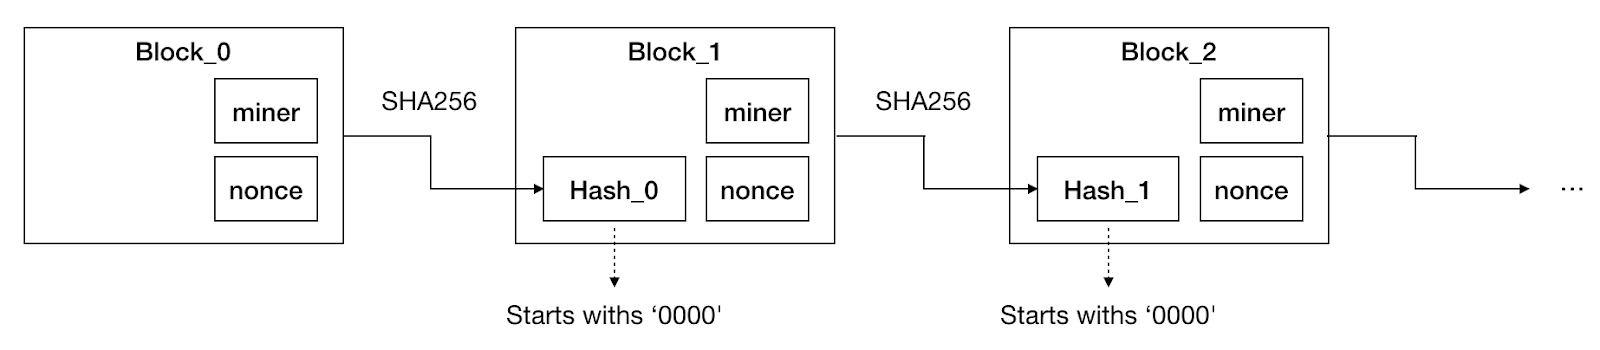 Block_0
miner
nonce
SHA256
Block_1
miner
Hash_0
nonce
Starts withs ‘0000'
SHA256
Block_2
miner
Hash_1
nonce
Starts withs ‘0000'
...